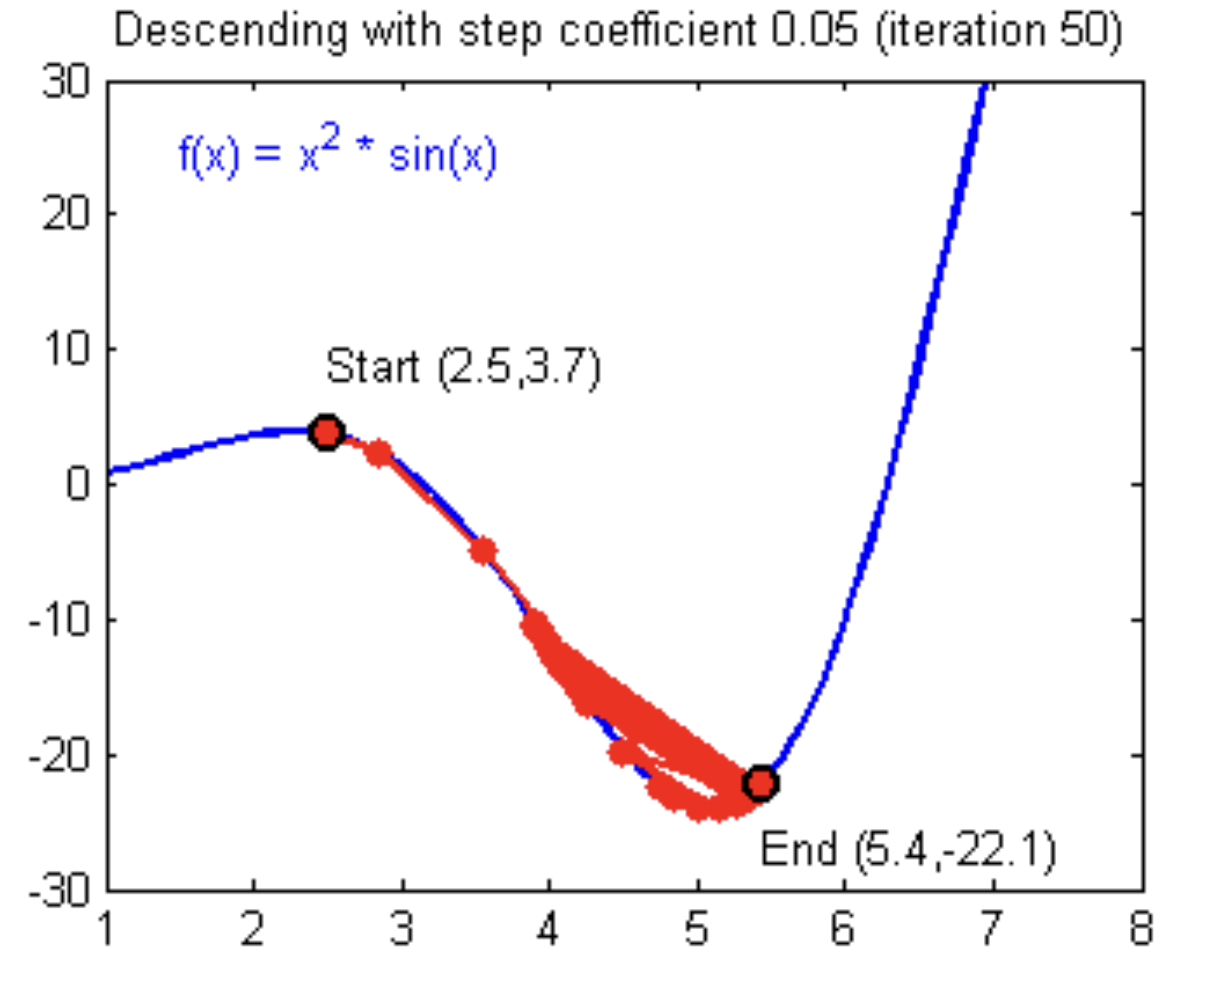 Descending with step coefficient 0.05 (iteration 50)
30
f(x) = x² * sin(x)
20
10
Start (2.5,3.7)
0
-10
-20
End (5.4,-22.1)
-30
1 2 3 4 5 6 7 8